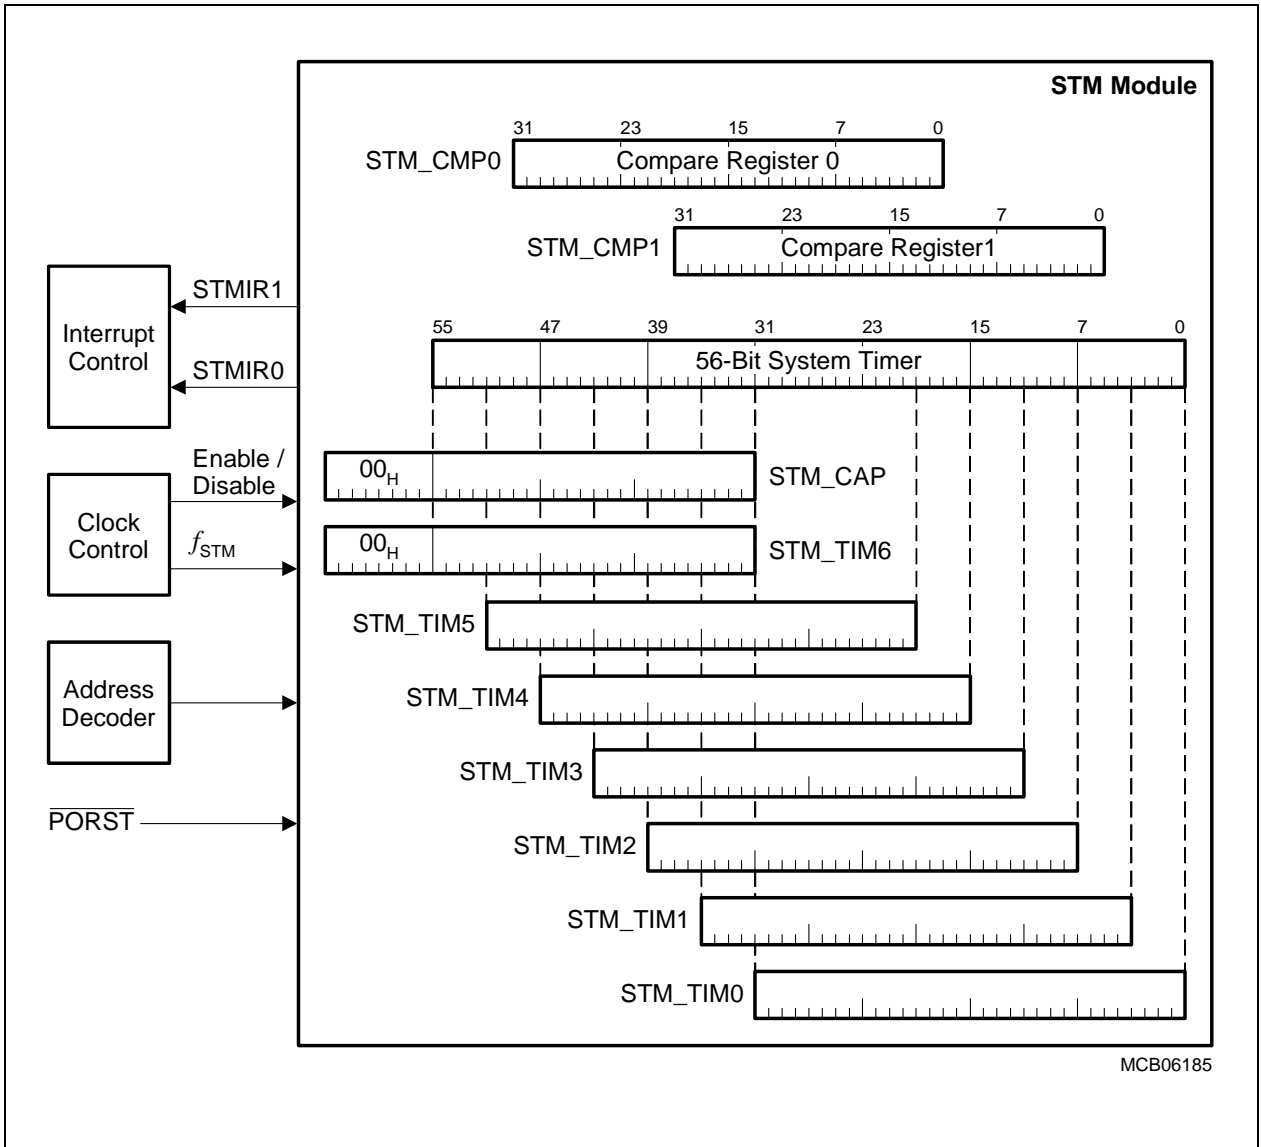 STM Module
31 23 15 7 0
STM_CMP0 Compare Register 0
31 23 15 7 0
STM_CMP1 Compare Register1
Interrupt
Control
STMIR1
STMIR0
55 47 39 31 23 15 7 0
56-Bit System Timer
Clock
Control
Enable /
Disable
fSTM
00H STM_CAP
00H STM_TIM6
STM_TIM5
Address
Decoder
STM_TIM4
STM_TIM3
PORST
STM_TIM2
STM_TIM1
STM_TIM0
MCB06185